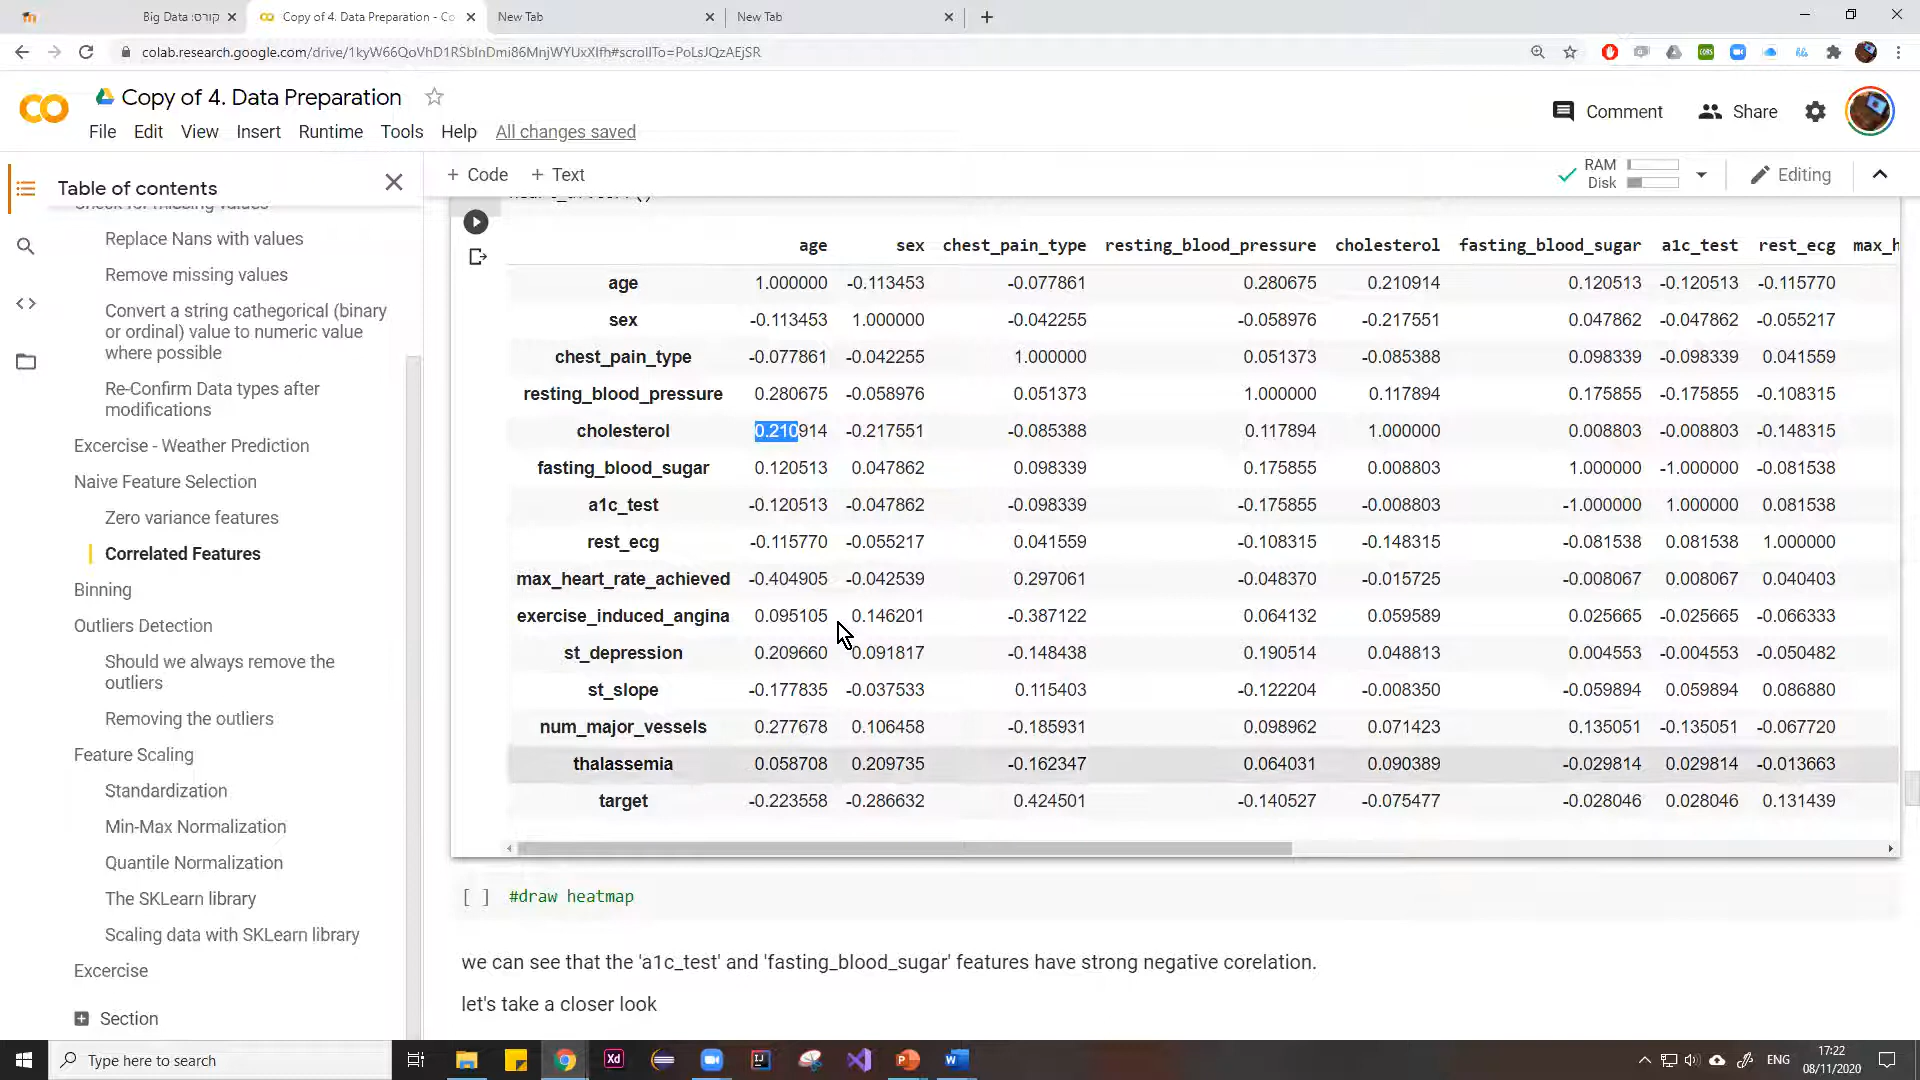 Big Data :קורס
Copy of 4. Data Preparation - Co
New Tab
New Tab
colab.research.google.com/drive/1kyW66QoVhD1RSbInDmi86MnjWYUxXIfh#scrollTo=PoLsJQzAEjSR
Copy of 4. Data Preparation
Comment
Share
File Edit View Insert Runtime Tools Help All changes saved
Table of contents
+ Code + Text
RAM
Disk
Editing
Check for missing values
Replace Nans with values
Remove missing values
Convert a string cathegorical (binary
or ordinal) value to numeric value
where possible
Re-Confirm Data types after
modifications
Excercise - Weather Prediction
Naive Feature Selection
Zero variance features
Correlated Features
Binning
Outliers Detection
Should we always remove the
outliers
Removing the outliers
Feature Scaling
Standardization
Min-Max Normalization
Quantile Normalization
The SKLearn library
Scaling data with SKLearn library
Excercise
Section
age sex chest_pain_type resting_blood_pressure cholesterol fasting_blood_sugar a1c_test rest_ecg max_h
age 1.000000 -0.113453 -0.077861 0.280675 0.210914 0.120513 -0.120513 -0.115770
sex -0.113453 1.000000 -0.042255 -0.058976 -0.217551 0.047862 -0.047862 -0.055217
chest_pain_type -0.077861 -0.042255 1.000000 0.051373 -0.085388 0.098339 -0.098339 0.041559
resting_blood_pressure 0.280675 -0.058976 0.051373 1.000000 0.117894 0.175855 -0.175855 -0.108315
cholesterol 0.210914 -0.217551 -0.085388 0.117894 1.000000 0.008803 -0.008803 -0.148315
fasting_blood_sugar 0.120513 0.047862 0.098339 0.175855 0.008803 1.000000 -1.000000 -0.081538
a1c_test -0.120513 -0.047862 -0.098339 -0.175855 -0.008803 -1.000000 1.000000 0.081538
rest_ecg -0.115770 -0.055217 0.041559 -0.108315 -0.148315 -0.081538 0.081538 1.000000
max_heart_rate_achieved -0.404905 -0.042539 0.297061 -0.048370 -0.015725 -0.008067 0.008067 0.040403
exercise_induced_angina 0.095105 0.146201 -0.387122 0.064132 0.059589 0.025665 -0.025665 -0.066333
st_depression 0.209660 0.091817 -0.148438 0.190514 0.048813 0.004553 -0.004553 -0.050482
st_slope -0.177835 -0.037533 0.115403 -0.122204 -0.008350 -0.059894 0.059894 0.086880
num_major_vessels 0.277678 0.106458 -0.185931 0.098962 0.071423 0.135051 -0.135051 -0.067720
thalassemia 0.058708 0.209735 -0.162347 0.064031 0.090389 -0.029814 0.029814 -0.013663
target -0.223558 -0.286632 0.424501 -0.140527 -0.075477 -0.028046 0.028046 0.131439
[ ] #draw heatmap
we can see that the 'a1c_test' and 'fasting_blood_sugar' features have strong negative corelation.
let's take a closer look
Type here to search
Xd
ENG
17:22
08/11/2020